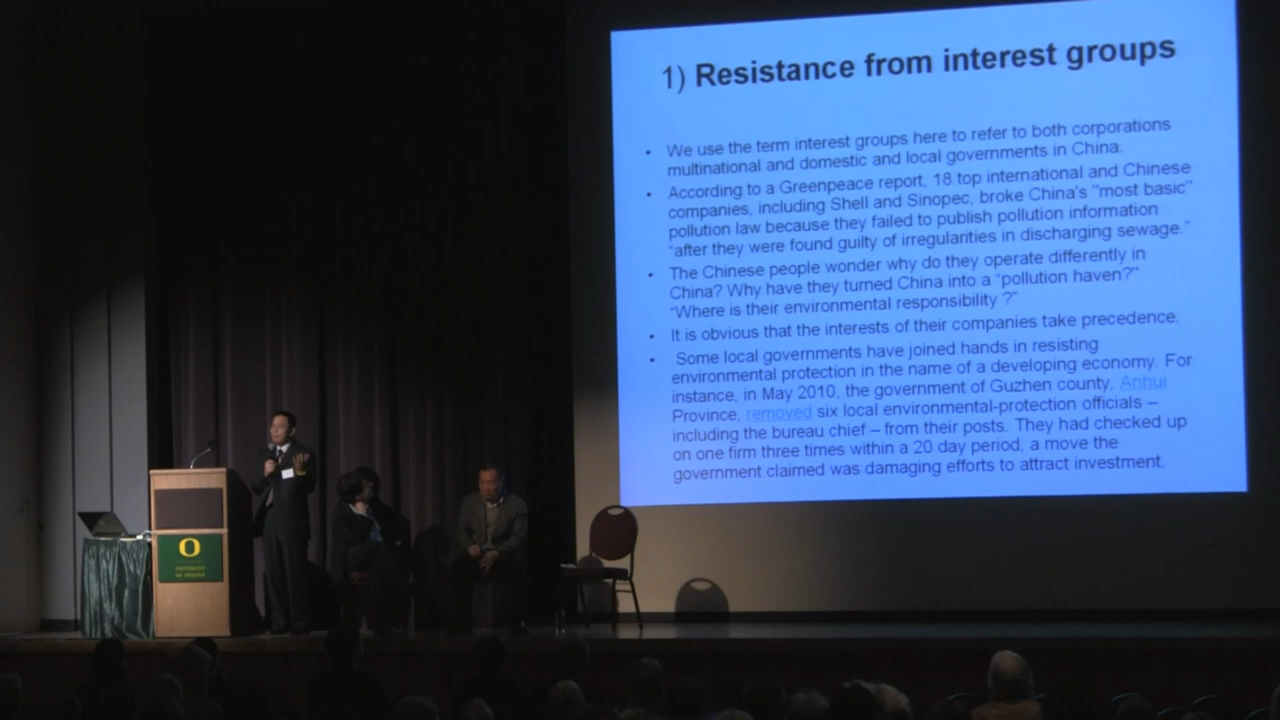 1) Resistance from interest groups
• We use the term interest groups here to refer to both corporations
multinational and domestic and local governments in China.
• According to a Greenpeace report, 18 top international and Chinese
companies, including Shell and Sinopec, broke China's "most basic"
pollution law because they failed to publish pollution information
"after they were found guilty of irregularities in discharging sewage."
• The Chinese people wonder why do they operate differently in
China? Why have they turned China into a "pollution haven?"
"Where is their environmental responsibility ?"
• It is obvious that the interests of their companies take precedence.
• Some local governments have joined hands in resisting
environmental protection in the name of a developing economy. For
instance, in May 2010, the government of Guzhen county, Anhui
Province, removed six local environmental-protection officials –
including the bureau chief – from their posts. They had checked up
on one firm three times within a 20 day period, a move the
government claimed was damaging efforts to attract investment.
O
UNIVERSITY
OF OREGON